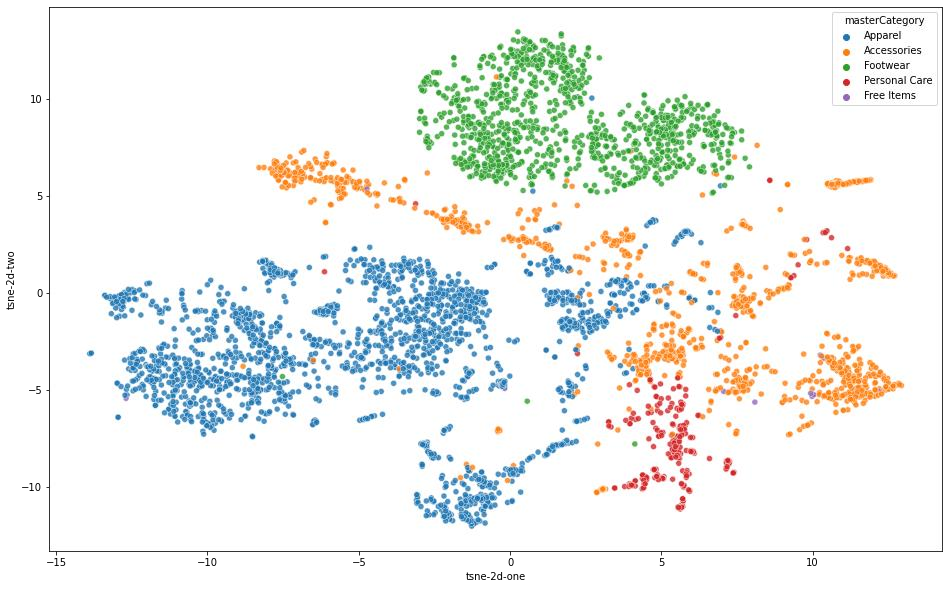 masterCategory
Apparel
Accessories
Footwear
Personal Care
Free Items
10
5
0
−5
−10
tsne-2d-two
−15
−10
−5
0
5
10
tsne-2d-one